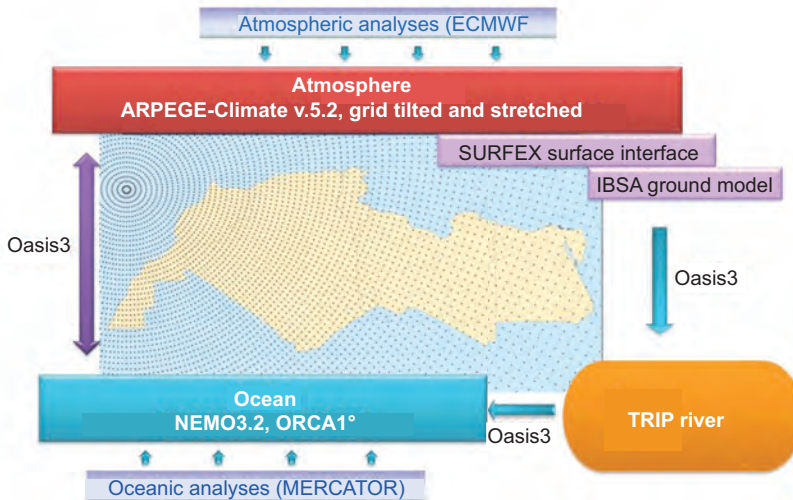 Atmospheric analyses (ECMWF
Atmosphere
ARPEGE-Climate v.5.2, grid tilted and stretched
SURFEX surface interface
IBSA ground model
Oasis3
Oasis3
Ocean
NEMO3.2, ORCA1°
TRIP river
Oasis3
Oceanic analyses (MERCATOR)